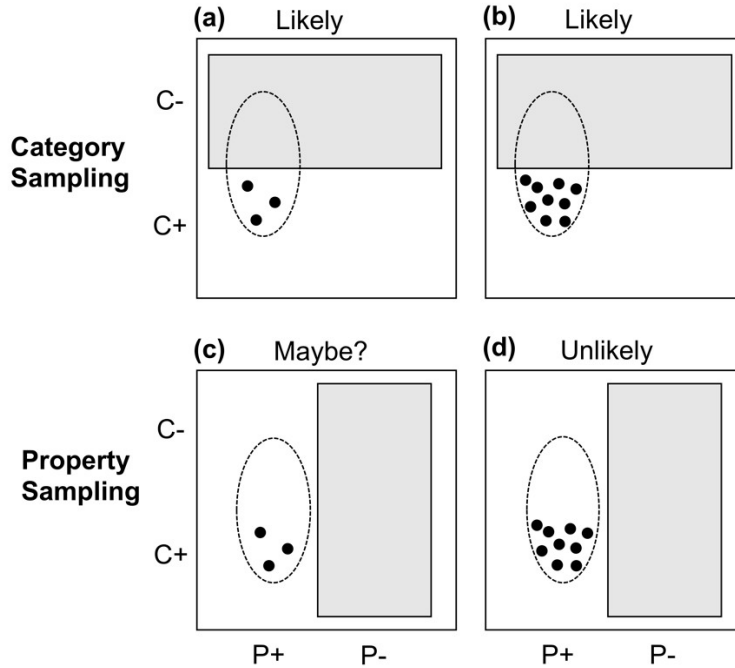 (a) Likely
(b) Likely
C-
Category
Sampling
C+
(c) Maybe?
(d) Unlikely
C-
Property
Sampling
C+
P+ P- P+ P-